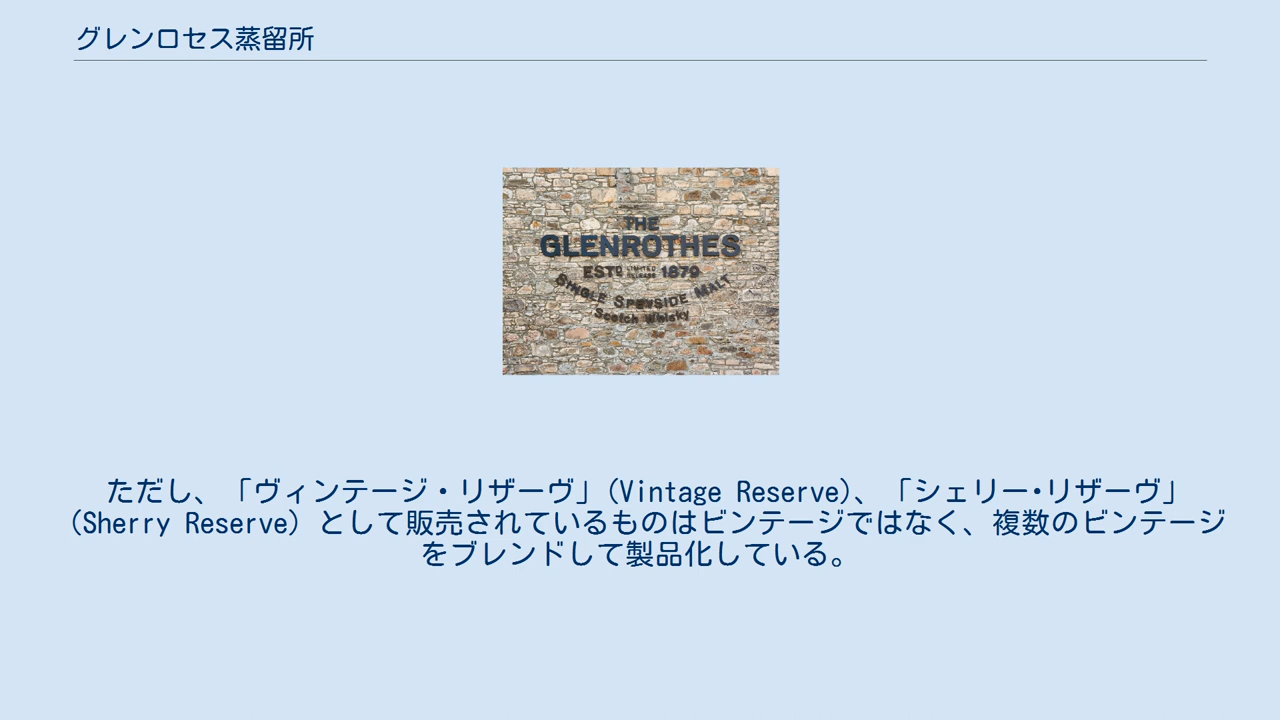 グレンロセス蒸留所
THE
GLENROTHES
ESTD LIMITED RELEASE 1879
SINGLE SPEYSIDE MALT
Scotch Whisky
ただし、「ヴィンテージ・リザーヴ」(Vintage Reserve)、「シェリー･リザーヴ」
(Sherry Reserve) として販売されているものはビンテージではなく、複数のビンテージ
をブレンドして製品化している。